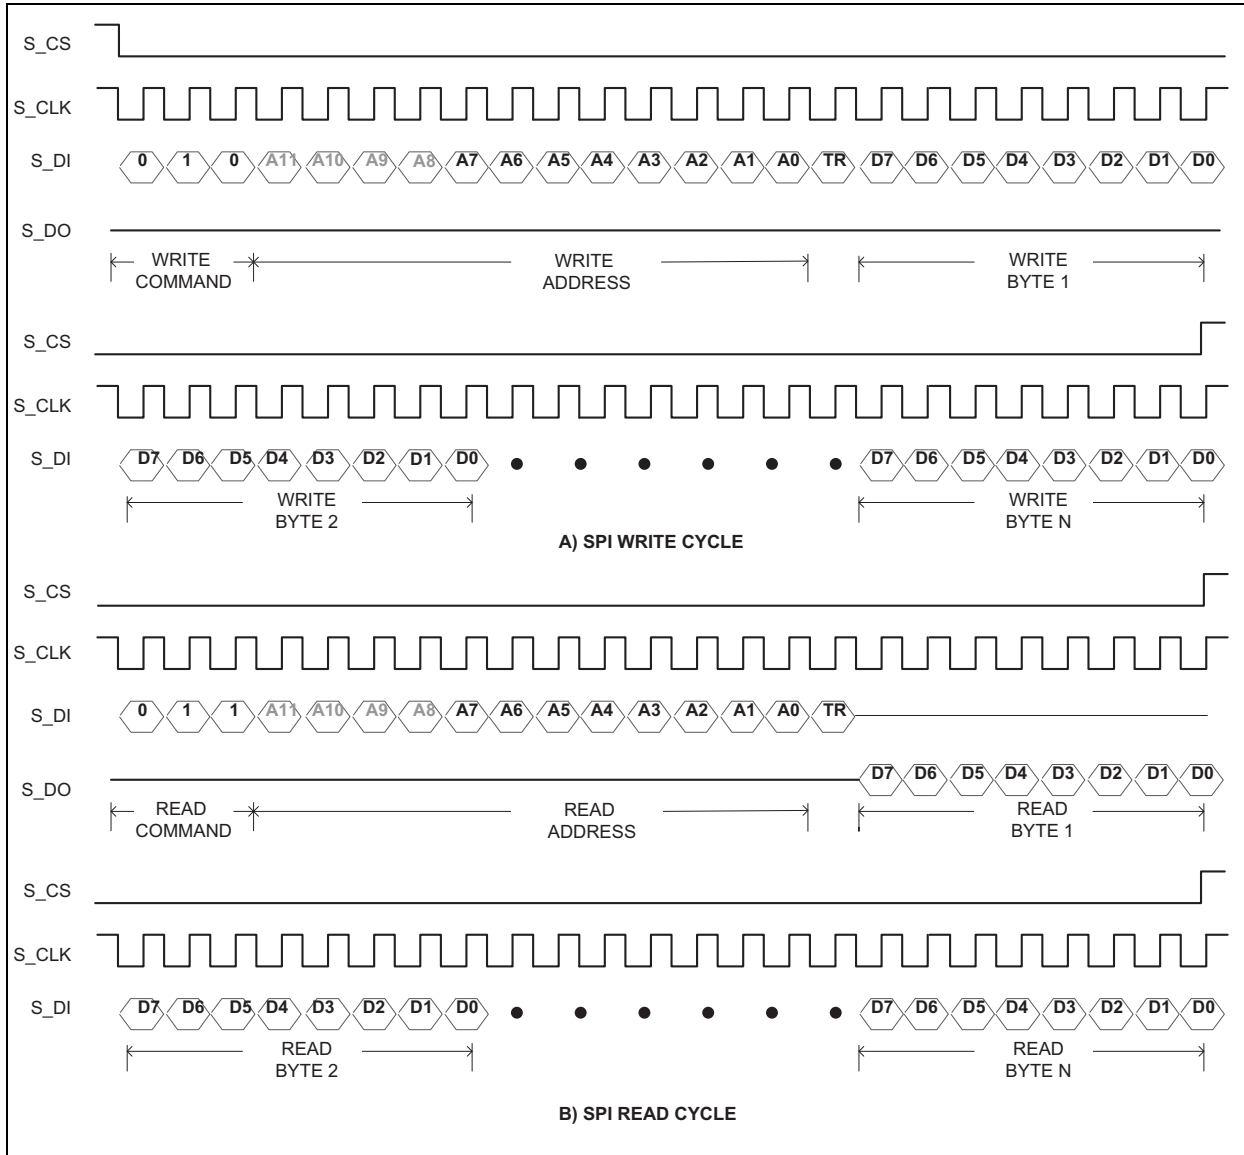 S_CS
S_CLK
S_DI 0 1 0 A11 A10 A9 A8 A7 A6 A5 A4 A3 A2 A1 A0 TR D7 D6 D5 D4 D3 D2 D1 D0
S_DO
WRITE WRITE WRITE
COMMAND ADDRESS BYTE 1
S_CS
S_CLK
S_DI D7 D6 D5 D4 D3 D2 D1 D0 D7 D6 D5 D4 D3 D2 D1 D0
WRITE WRITE
BYTE 2 BYTE N
A) SPI WRITE CYCLE
S_CS
S_CLK
S_DI 0 1 1 A11 A10 A9 A8 A7 A6 A5 A4 A3 A2 A1 A0 TR
S_DO D7 D6 D5 D4 D3 D2 D1 D0
READ READ READ
COMMAND ADDRESS BYTE 1
S_CS
S_CLK
S_DI D7 D6 D5 D4 D3 D2 D1 D0 D7 D6 D5 D4 D3 D2 D1 D0
READ READ
BYTE 2 BYTE N
B) SPI READ CYCLE